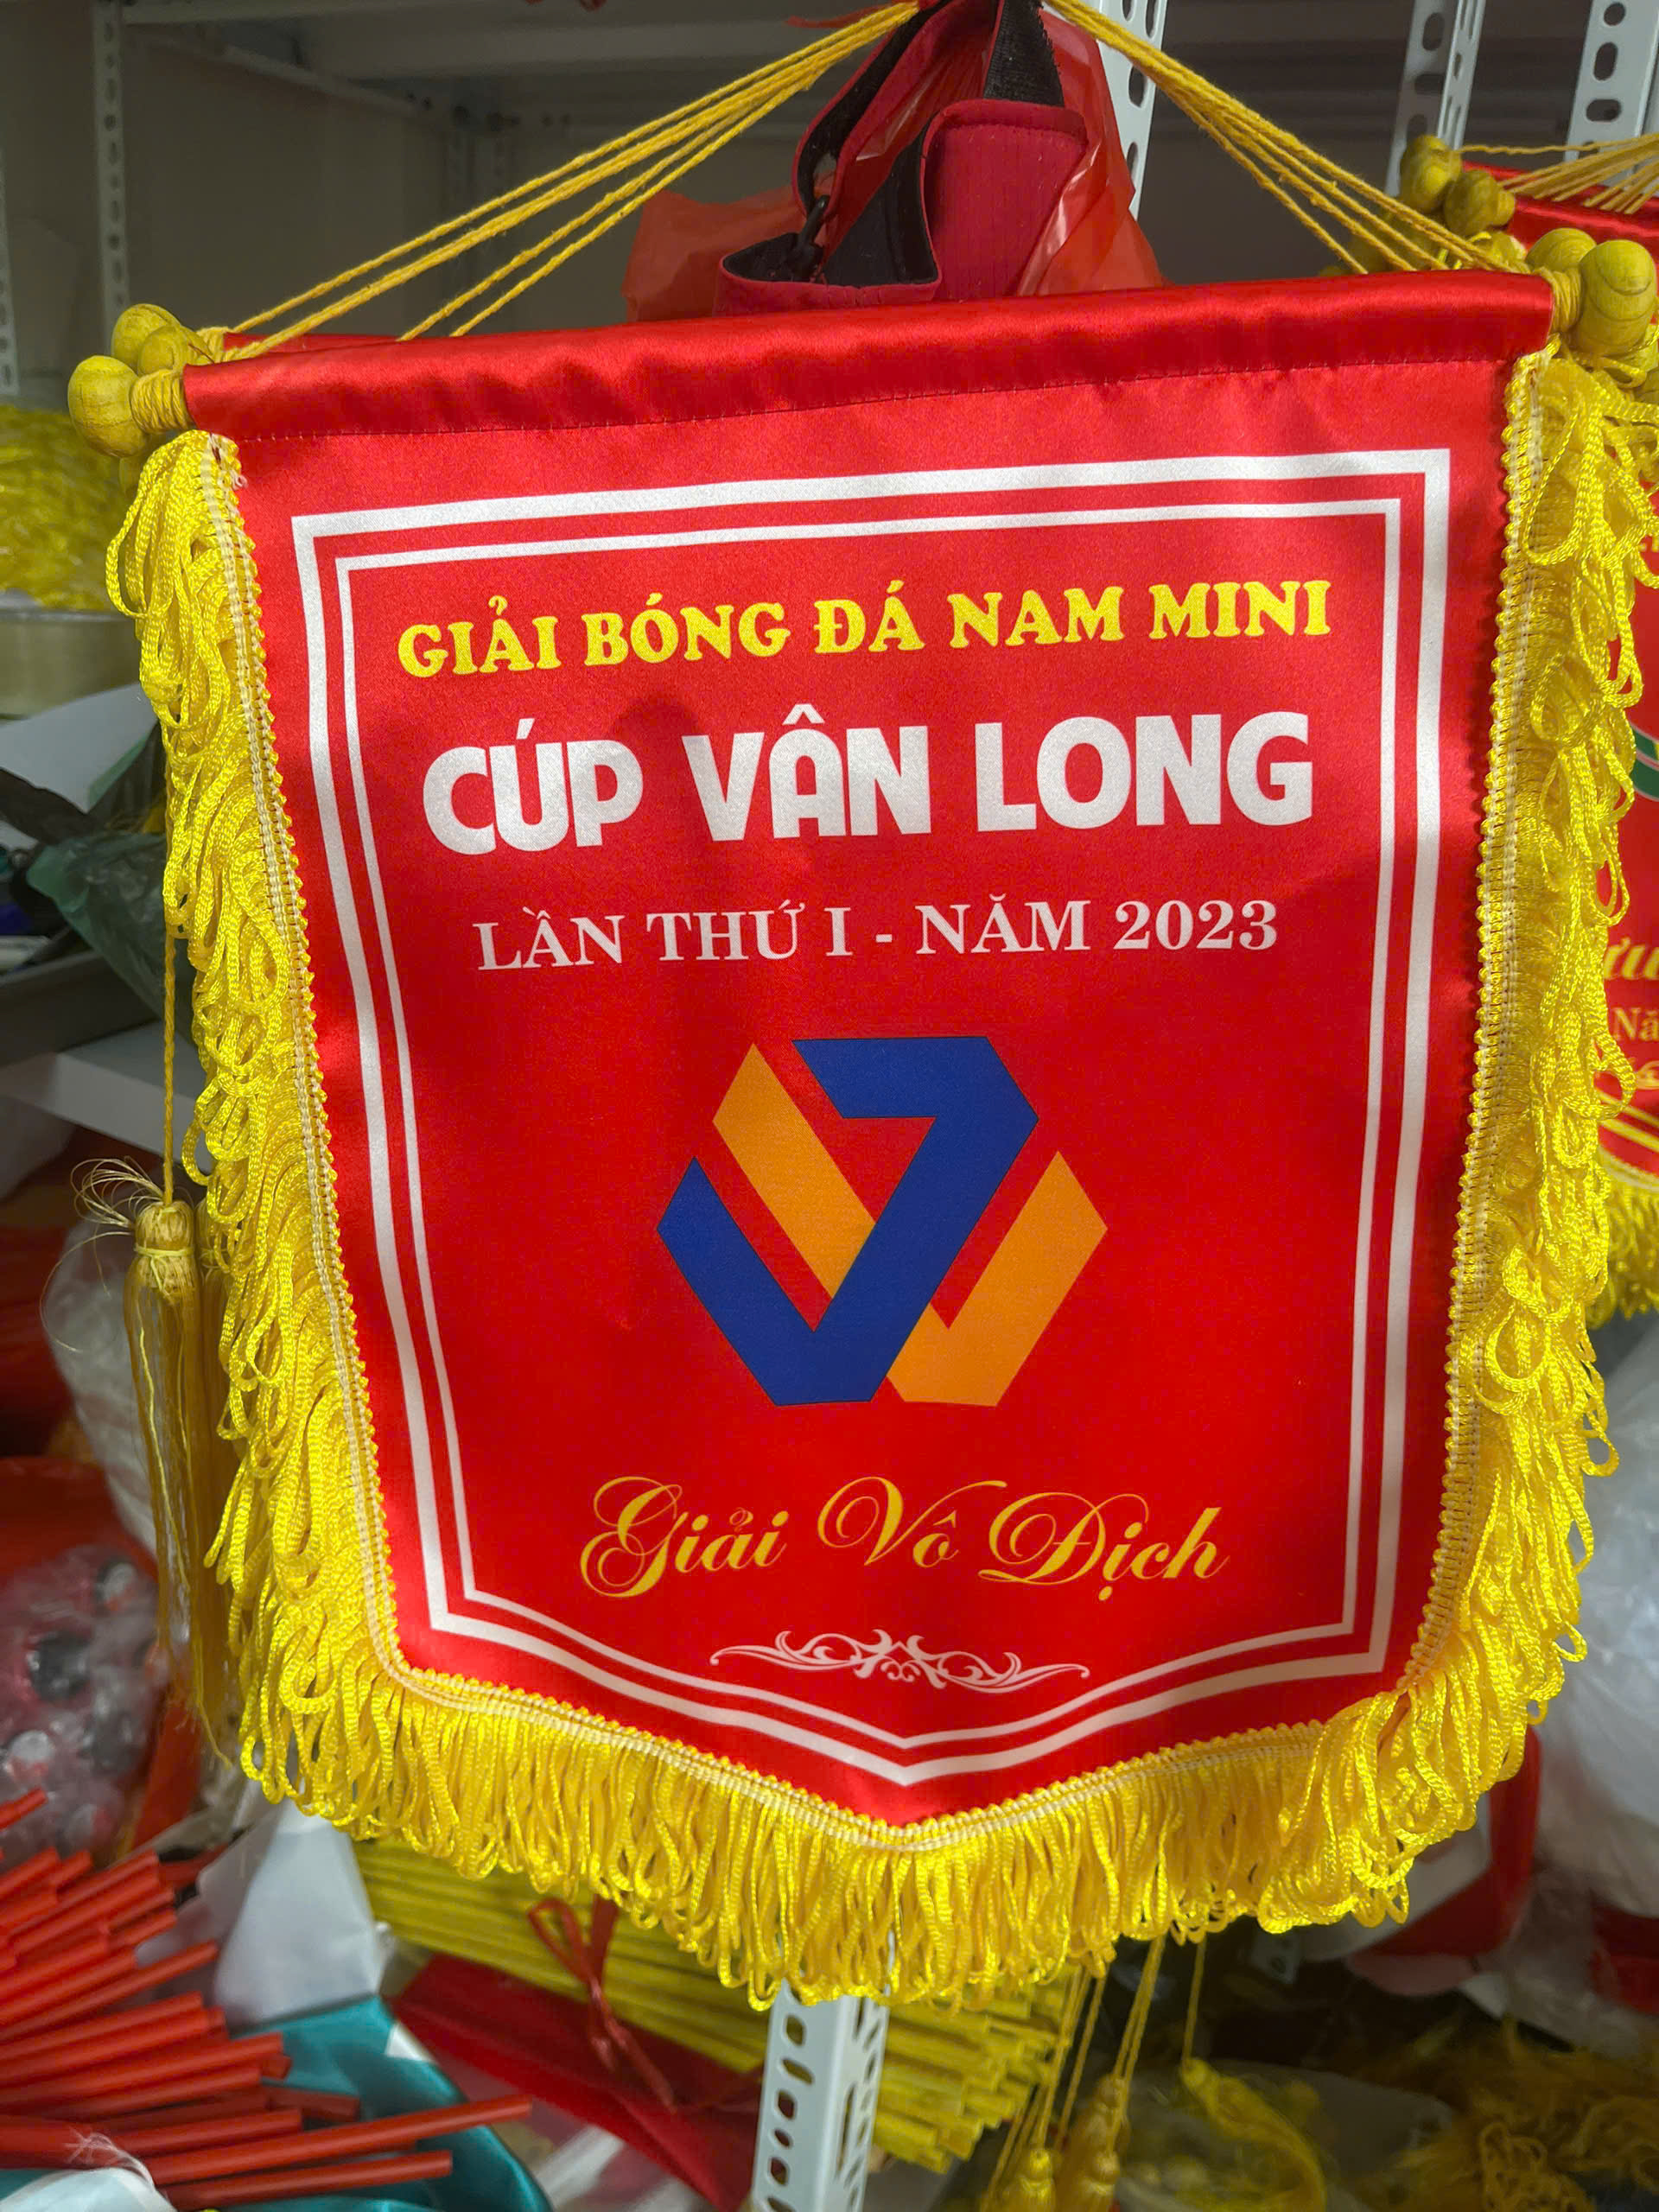 GIẢI BÓNG ĐÁ NAM MINI
CÚP VÂN LONG
LẦN THỨ I - NĂM 2023
Giải Vô Địch